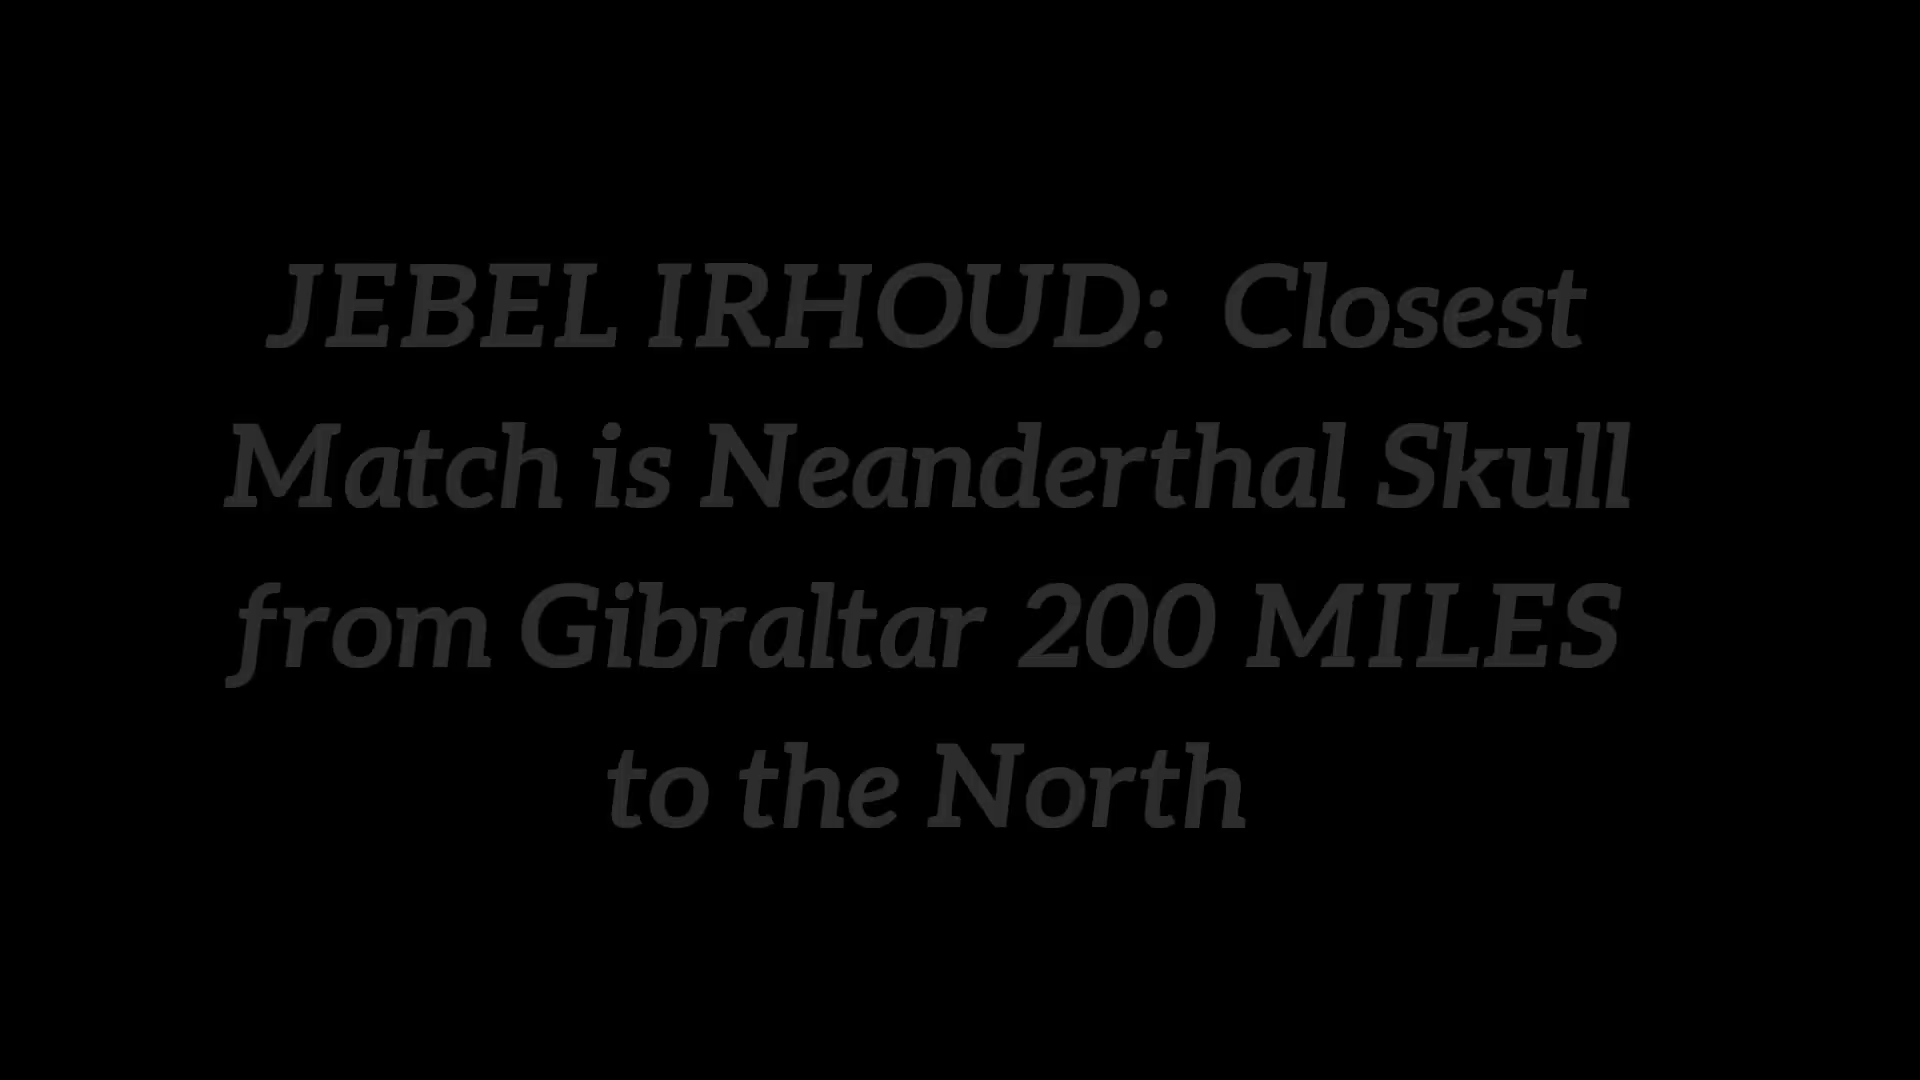 JEBEL IRHOUD: Closest
Match is Neanderthal Skull
from Gibraltar 200 MILES
to the North